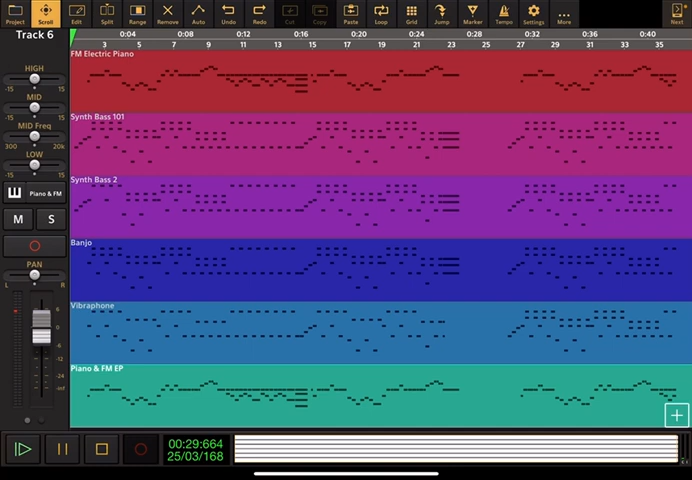 Project Scroll Edit Split Range Remove Auto Undo Redo Cut Copy Paste Loop Grid Jump Marker Tempo Settings More Next
Track 6
0:04 0:08 0:12 0:16 0:20 0:24 0:28 0:32 0:36 0:40
3 5 7 9 11 13 15 17 19 21 23 25 27 29 31 33 35
FM Electric Piano
HIGH
-15 15
MID
-15 15
MID Freq
300 20k
LOW
-15 15
Synth Bass 101
Synth Bass 2
Piano & FM
M S
Banjo
PAN
L R
Vibraphone
6
0
-6
-12
-24
-inf
Piano & FM EP
00:29:664
25/03/168